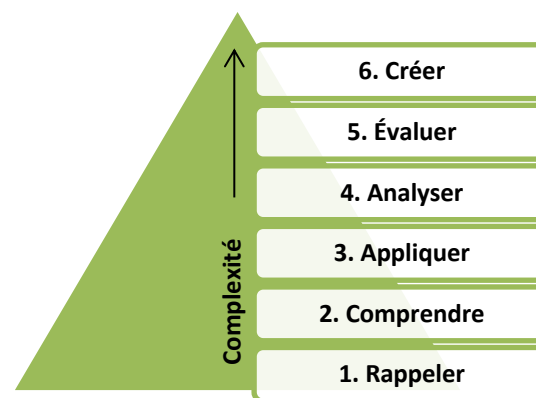 6. Créer
5. Évaluer
4. Analyser
3. Appliquer
2. Comprendre
1. Rappeler
Complexité